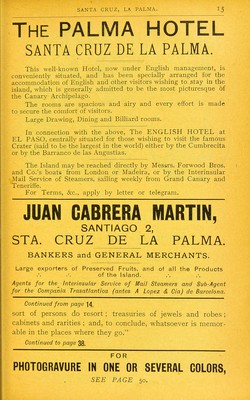 SANTA CRUZ, LA PALMA. 15
THE PALMA HOTEL
SANTA CRUZ DE LA PALMA.
This well-known Hotel, now under English management, is
conveniently situated, and has been specially arranged for the
accommodation of English and other visitors wishing to stay in the
island, which is generally admitted to be the most picturesque of
the Canary Archipelago.
The rooms are spacious and airy and every effort is made
to secure the comfort of visitors.
Large Drawing, Dining and Billiard rooms.
In connection with the above, The ENGLISH HOTEL at
EL PASO, centrally situated for those wishing to visit the famous
Crater (said to be the largest in the world) either by the Cumbrecita
or by the Barranco de las Angustias.
The Island may be reached directly by Messrs. Forwood Bros.
and Co.'s boats from London or Madeira, or by the Interinsular
Mail Service of Steamers, sailing weekly from Grand Canary and
Teneriffe.
For Terms, &c., apply by letter or telegram.
JUAN CABRERA MARTIN,
SANTIAGO 2,
STA. CRUZ DE LA PALMA.
BANKERS and GENERAL MERCHANTS.
Large exporters of Preserved Fruits, and of all the Products
of the Island.
Agents for the Interinsular Service of Mail Steamers and Sub-Agent
for the Compañia Trasatlantica (antes A Lopez & Cia) de Barcelona.
Continued from page 14.
sort of persons do resort; treasuries of jewels and robes;
cabinets and rarities; and, to conclude, whatsoever is memor-
able in the places where they go."
Continued to page 38.
FOR
PHOTOGRAVURE IN ONE OR SEVERAL COLORS,
SEE PAGE 50.